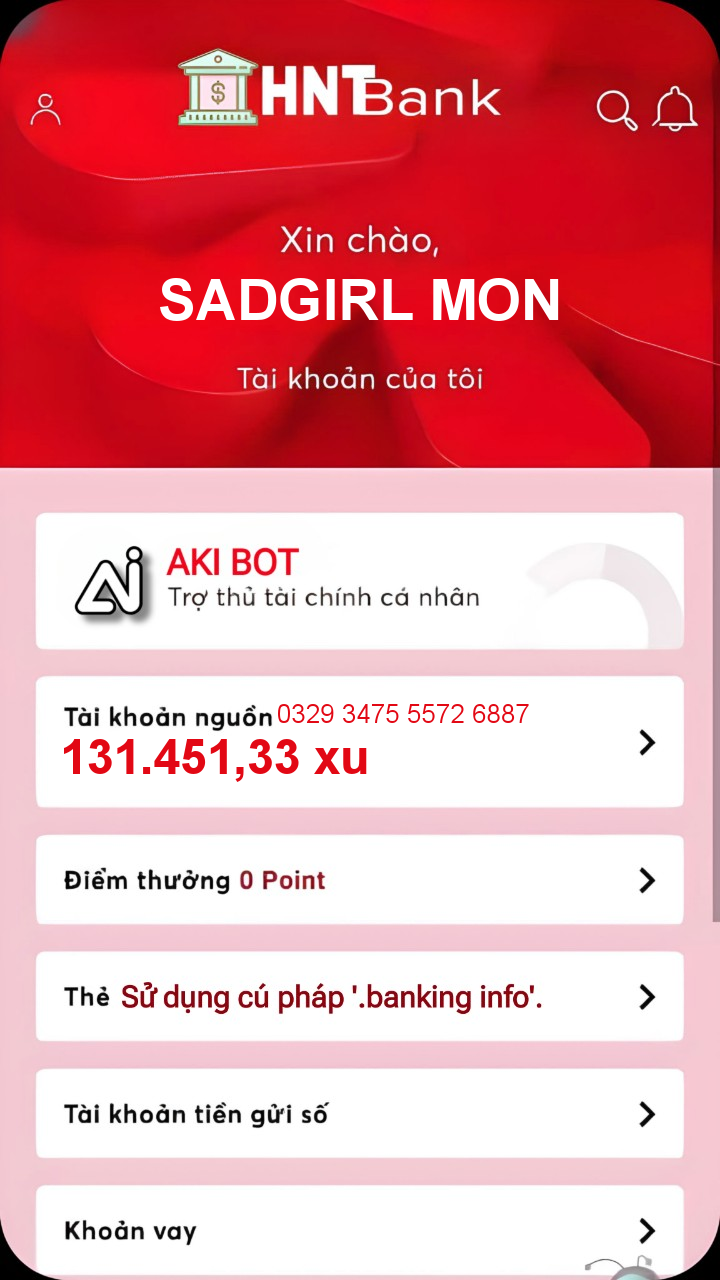 HNTBank
Xin chào,
SADGIRL MON
Tài khoản của tôi
Ai AKI BOT
Trợ thủ tài chính cá nhân
Tài khoản nguồn 0329 3475 5572 6887
131.451,33 xu
Điểm thưởng 0 Point
Thẻ Sử dụng cú pháp '.banking info'.
Tài khoản tiền gửi số
Khoản vay